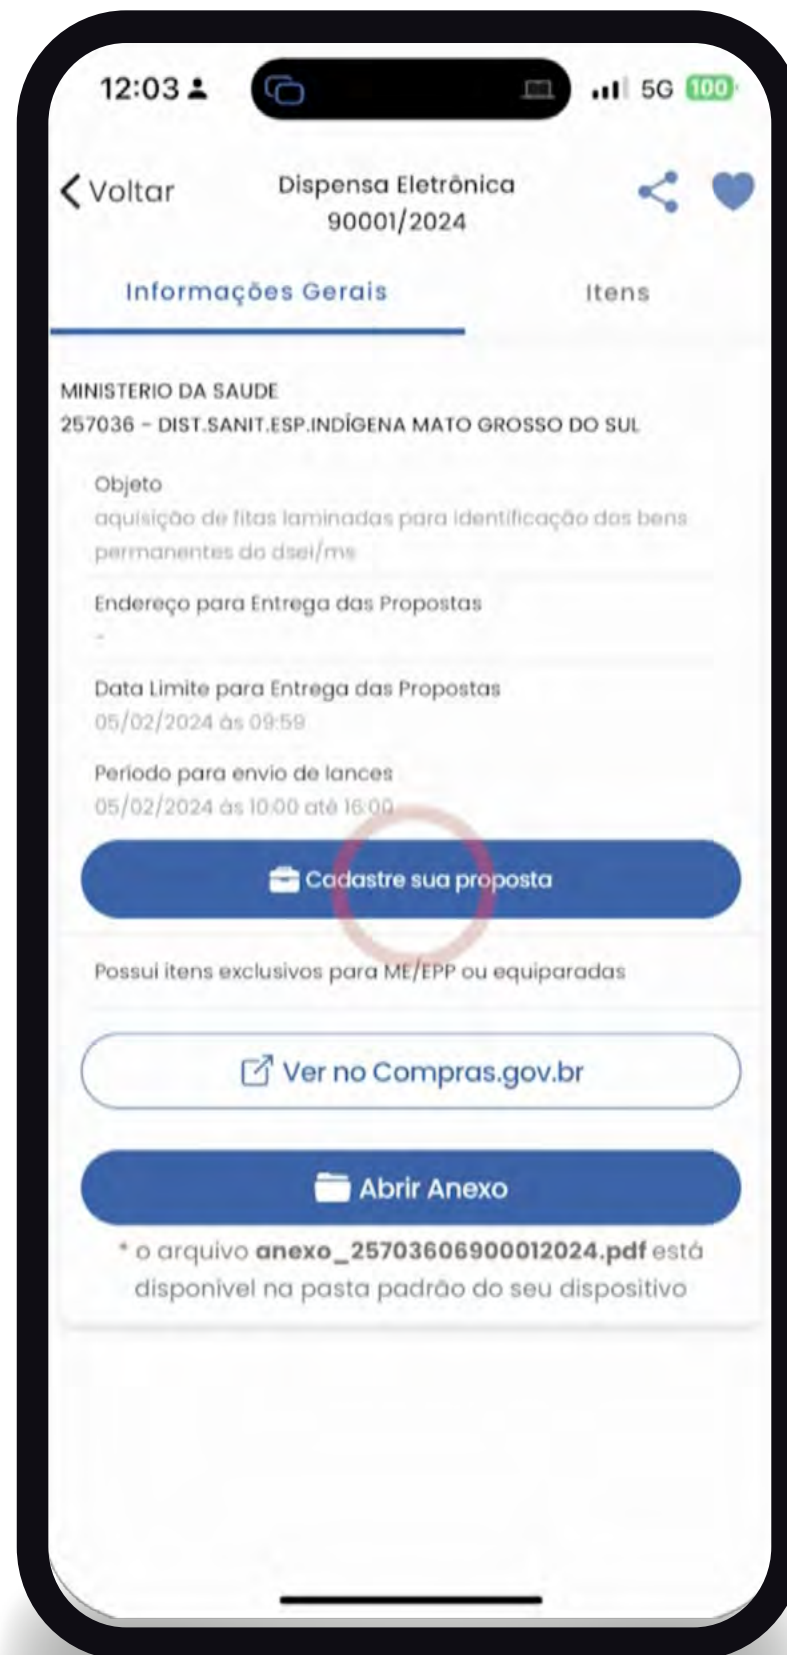 12:03
5G 100
Voltar
Dispensa Eletrônica
90001/2024
Informações Gerais
Itens
MINISTERIO DA SAUDE
257036 - DIST.SANIT.ESP.INDÍGENA MATO GROSSO DO SUL
Objeto
aquisição de fitas laminadas para identificação dos bens
permanentes do dsei/ms
Endereço para Entrega das Propostas
-
Data Limite para Entrega das Propostas
05/02/2024 às 09:59
Período para envio de lances
05/02/2024 às 10:00 até 16:00
Cadastre sua proposta
Possui itens exclusivos para ME/EPP ou equiparadas
Ver no Compras.gov.br
Abrir Anexo
* o arquivo anexo_25703606900012024.pdf está
disponível na pasta padrão do seu dispositivo